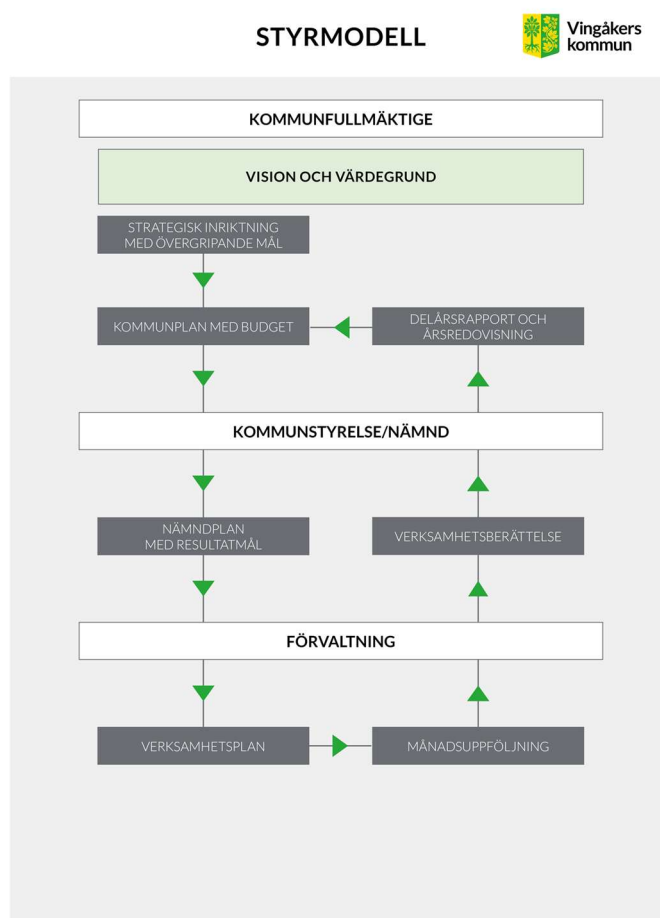 STYRMODELL
Vingåkers
kommun
KOMMUNFULLMÄKTIGE
VISION OCH VÄRDEGRUND
STRATEGISK INRIKTNING
MED ÖVERGRIPANDE MÅL
KOMMUNPLAN MED BUDGET
DELÅRSRAPPORT OCH
ÅRSREDOVISNING
KOMMUNSTYRELSE/NÄMND
NÄMNDPLAN
MED RESULTATMÅL
VERKSAMHETSBERÄTTELSE
FÖRVALTNING
VERKSAMHETSPLAN
MÅNADSUPPFÖLJNING